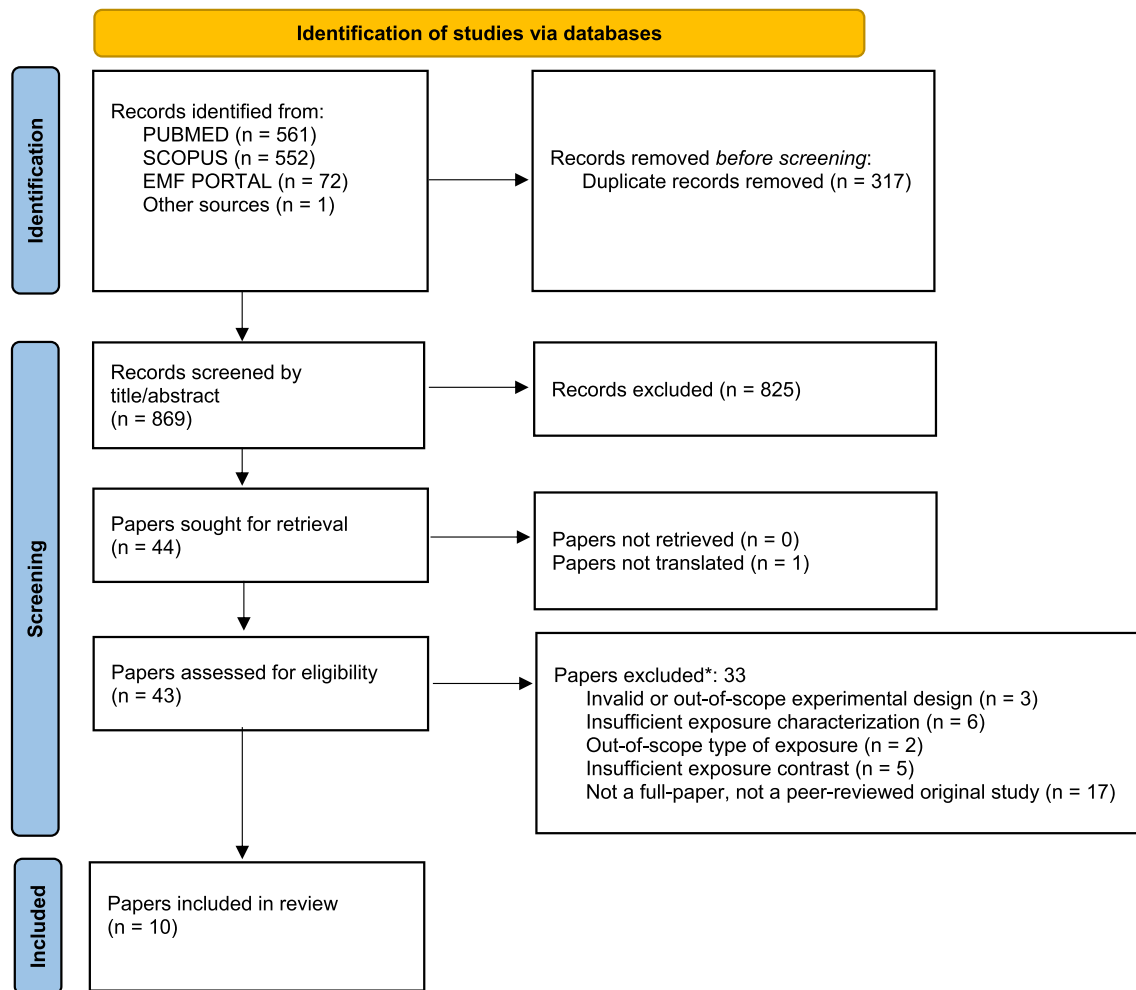 Identification of studies via databases
Identification
Records identified from:
PUBMED (n = 561)
SCOPUS (n = 552)
EMF PORTAL (n = 72)
Other sources (n = 1)
Records removed before screening:
Duplicate records removed (n = 317)
Screening
Records screened by
title/abstract
(n = 869)
Records excluded (n = 825)
Papers sought for retrieval
(n = 44)
Papers not retrieved (n = 0)
Papers not translated (n = 1)
Papers assessed for eligibility
(n = 43)
Papers excluded*: 33
Invalid or out-of-scope experimental design (n = 3)
Insufficient exposure characterization (n = 6)
Out-of-scope type of exposure (n = 2)
Insufficient exposure contrast (n = 5)
Not a full-paper, not a peer-reviewed original study (n = 17)
Included
Papers included in review
(n = 10)